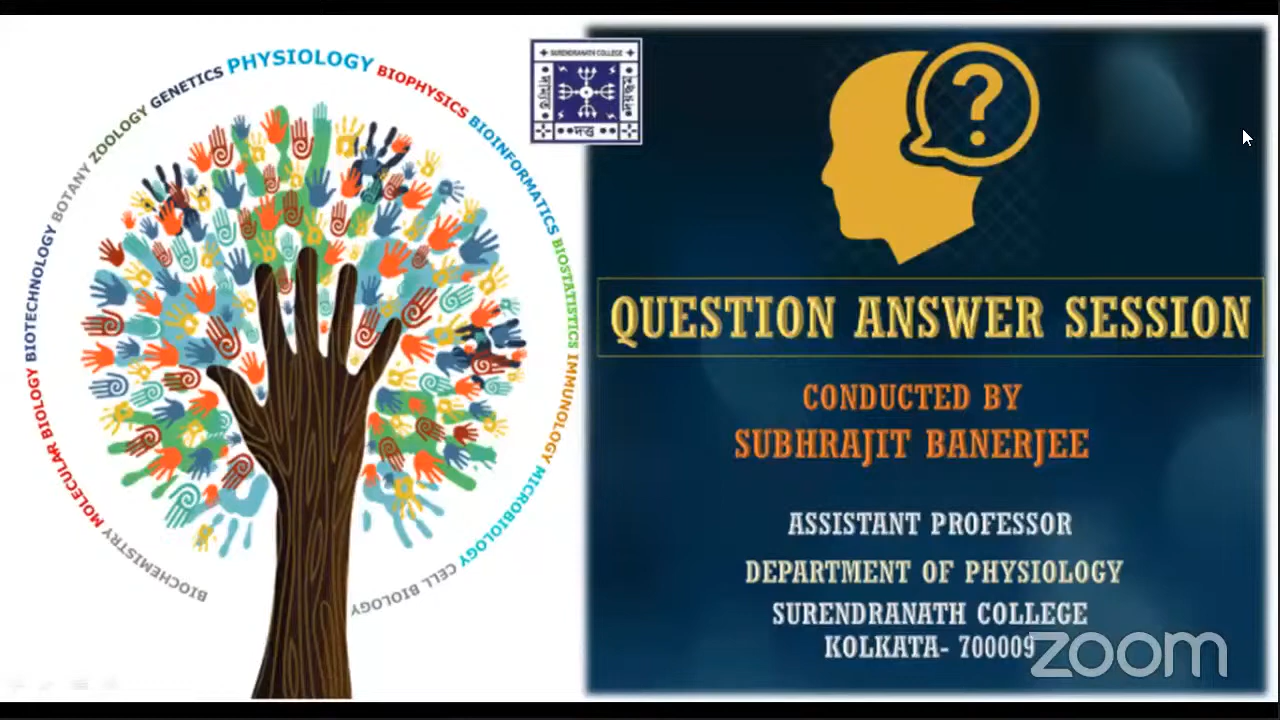 BIOCHEMISTRY MOLECULAR BIOLOGY BIOTECHNOLOGY BOTANY ZOOLOGY GENETICS PHYSIOLOGY BIOPHYSICS BIOINFORMATICS BIOSTATISTICS IMMUNOLOGY MICROBIOLOGY CELL BIOLOGY
SURENDRANATH COLLEGE
দত্ত
QUESTION ANSWER SESSION
CONDUCTED BY
SUBHRAJIT BANERJEE
ASSISTANT PROFESSOR
DEPARTMENT OF PHYSIOLOGY
SURENDRANATH COLLEGE
KOLKATA- 700009
zoom